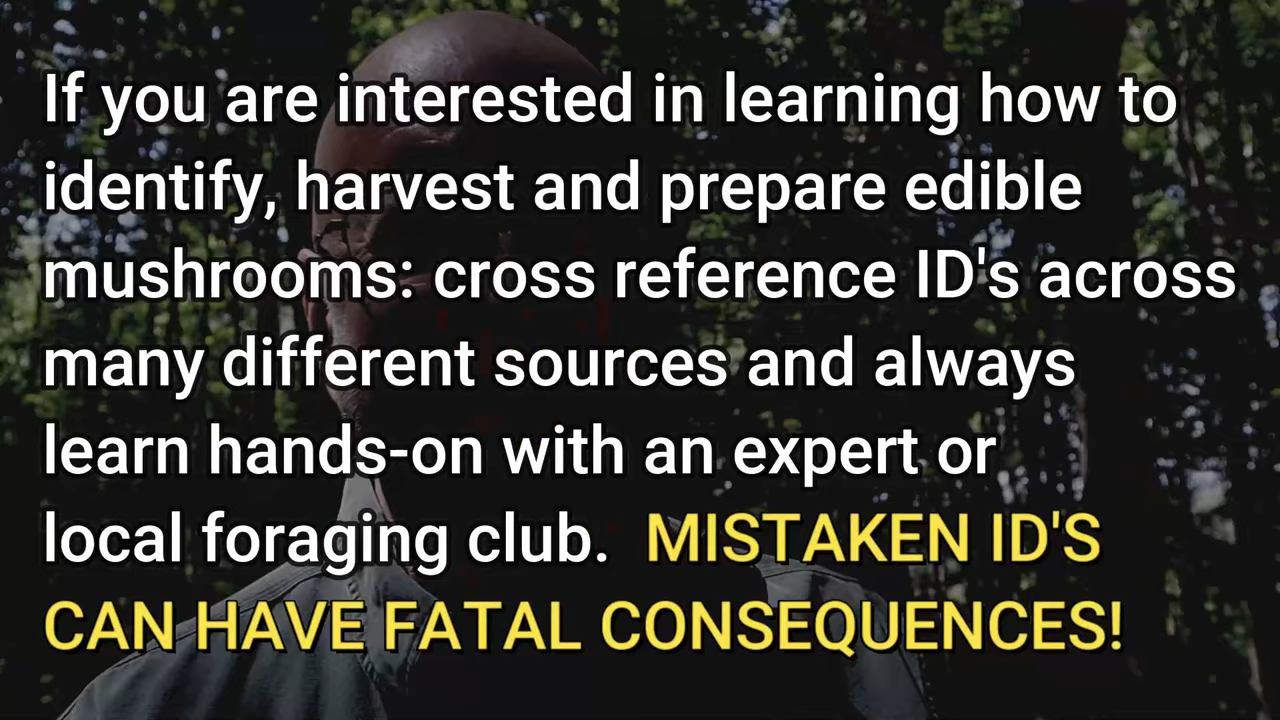 If you are interested in learning how to
identify, harvest and prepare edible
mushrooms: cross reference ID's across
many different sources and always
learn hands-on with an expert or
local foraging club. MISTAKEN ID'S
CAN HAVE FATAL CONSEQUENCES!